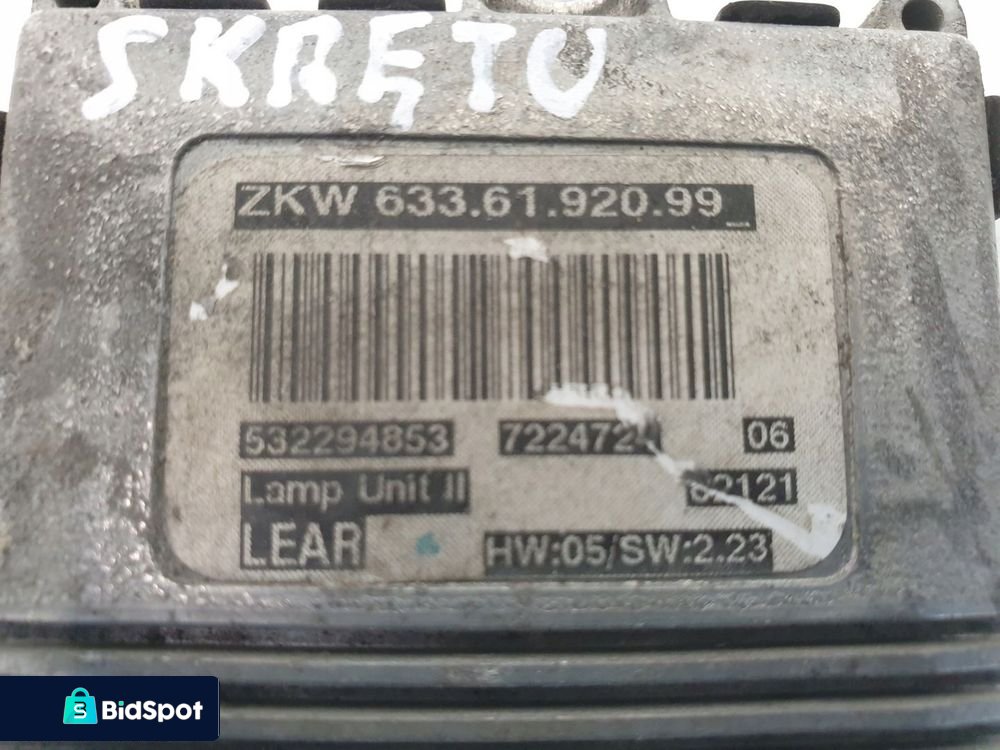 SKRĘTU
ZKW 633.61.920.99
532294853 06
Lamp Unit II
LEAR HW:05/SW:2.23
BidSpot